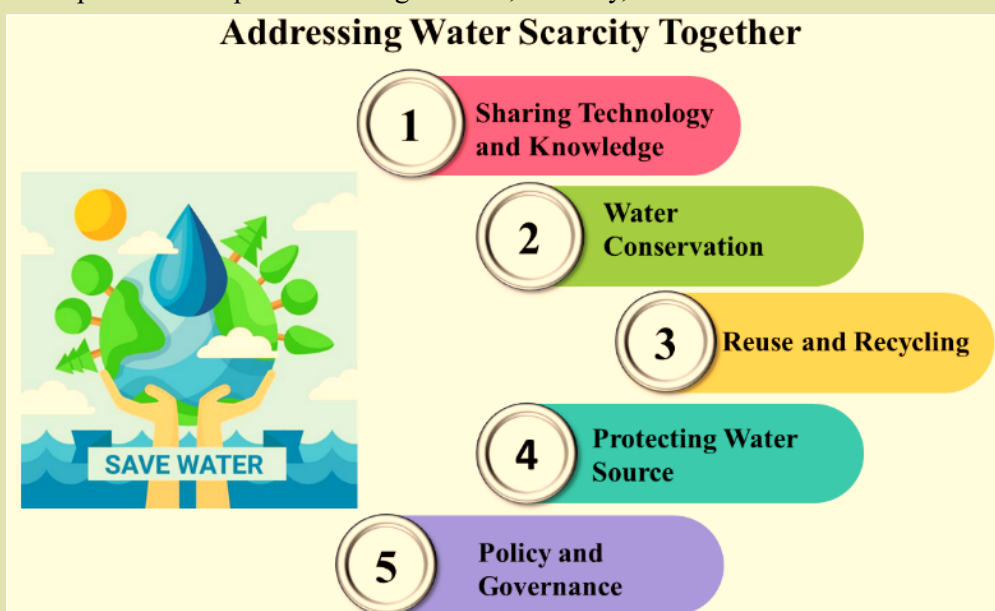 Addressing Water Scarcity Together
1
Sharing Technology
and Knowledge
2
Water
Conservation
3
Reuse and Recycling
4
Protecting Water
Source
5
Policy and
Governance
SAVE WATER